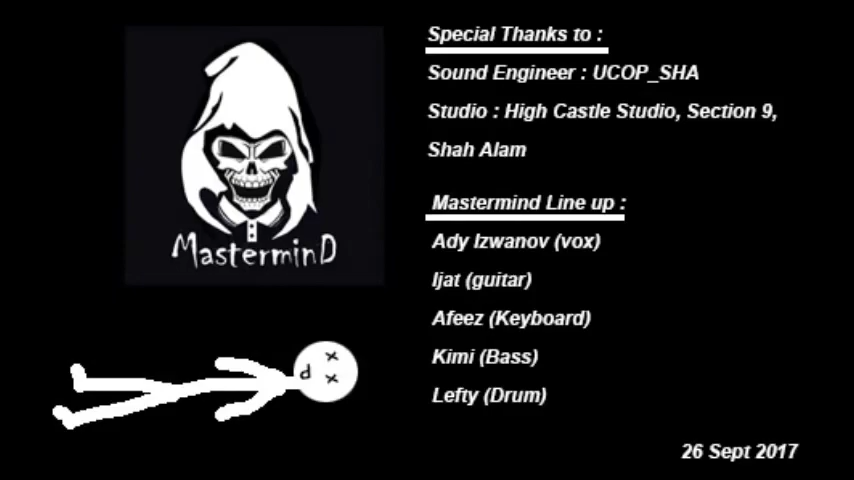 Special Thanks to :
Sound Engineer : UCOP_SHA
Studio : High Castle Studio, Section 9,
Shah Alam
MasterminD
Mastermind Line up :
Ady Izwanov (vox)
Ijat (guitar)
Afeez (Keyboard)
Kimi (Bass)
Lefty (Drum)
x
d
x
26 Sept 2017